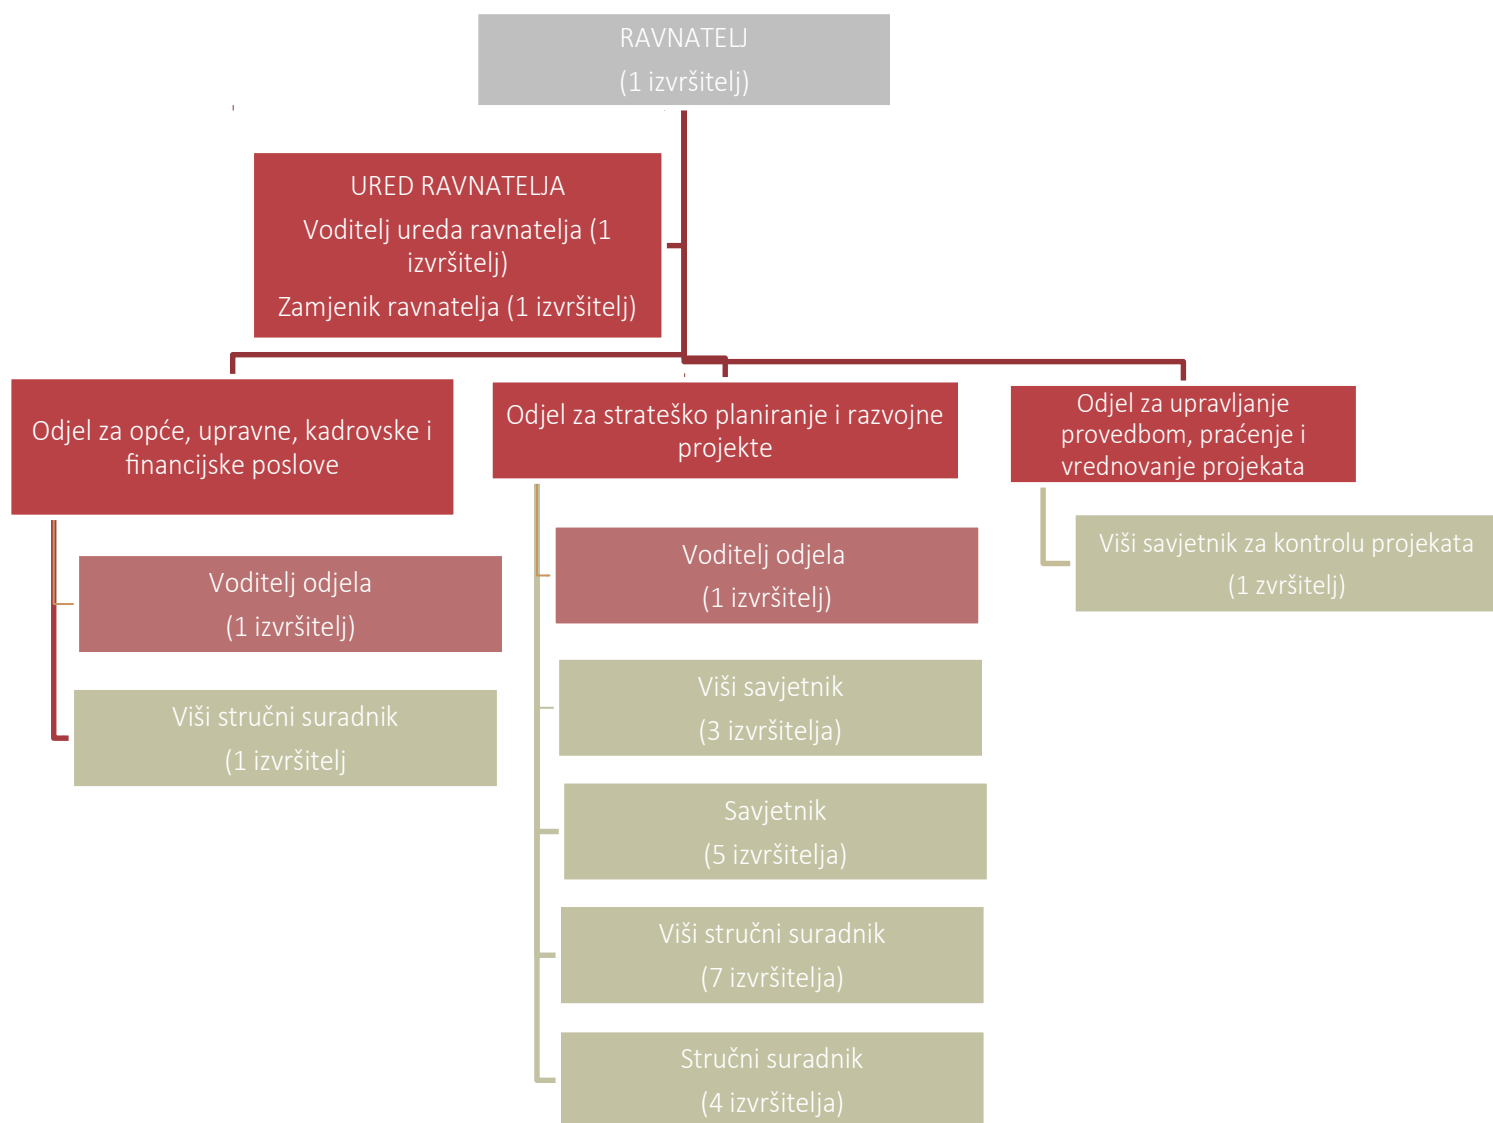 RAVNATELJ
(1 izvršitelj)
URED RAVNATELJA
Voditelj ureda ravnatelja (1
izvršitelj)
Zamjenik ravnatelja (1 izvršitelj)
Odjel za opće, upravne, kadrovske i
financijske poslove
Voditelj odjela
(1 izvršitelj)
Viši stručni suradnik
(1 izvršitelj
Odjel za strateško planiranje i razvojne
projekte
Voditelj odjela
(1 izvršitelj)
Viši savjetnik
(3 izvršitelja)
Savjetnik
(5 izvršitelja)
Viši stručni suradnik
(7 izvršitelja)
Stručni suradnik
(4 izvršitelja)
Odjel za upravljanje
provedbom, praćenje i
vrednovanje projekata
Viši savjetnik za kontrolu projekata
(1 zvršitelj)